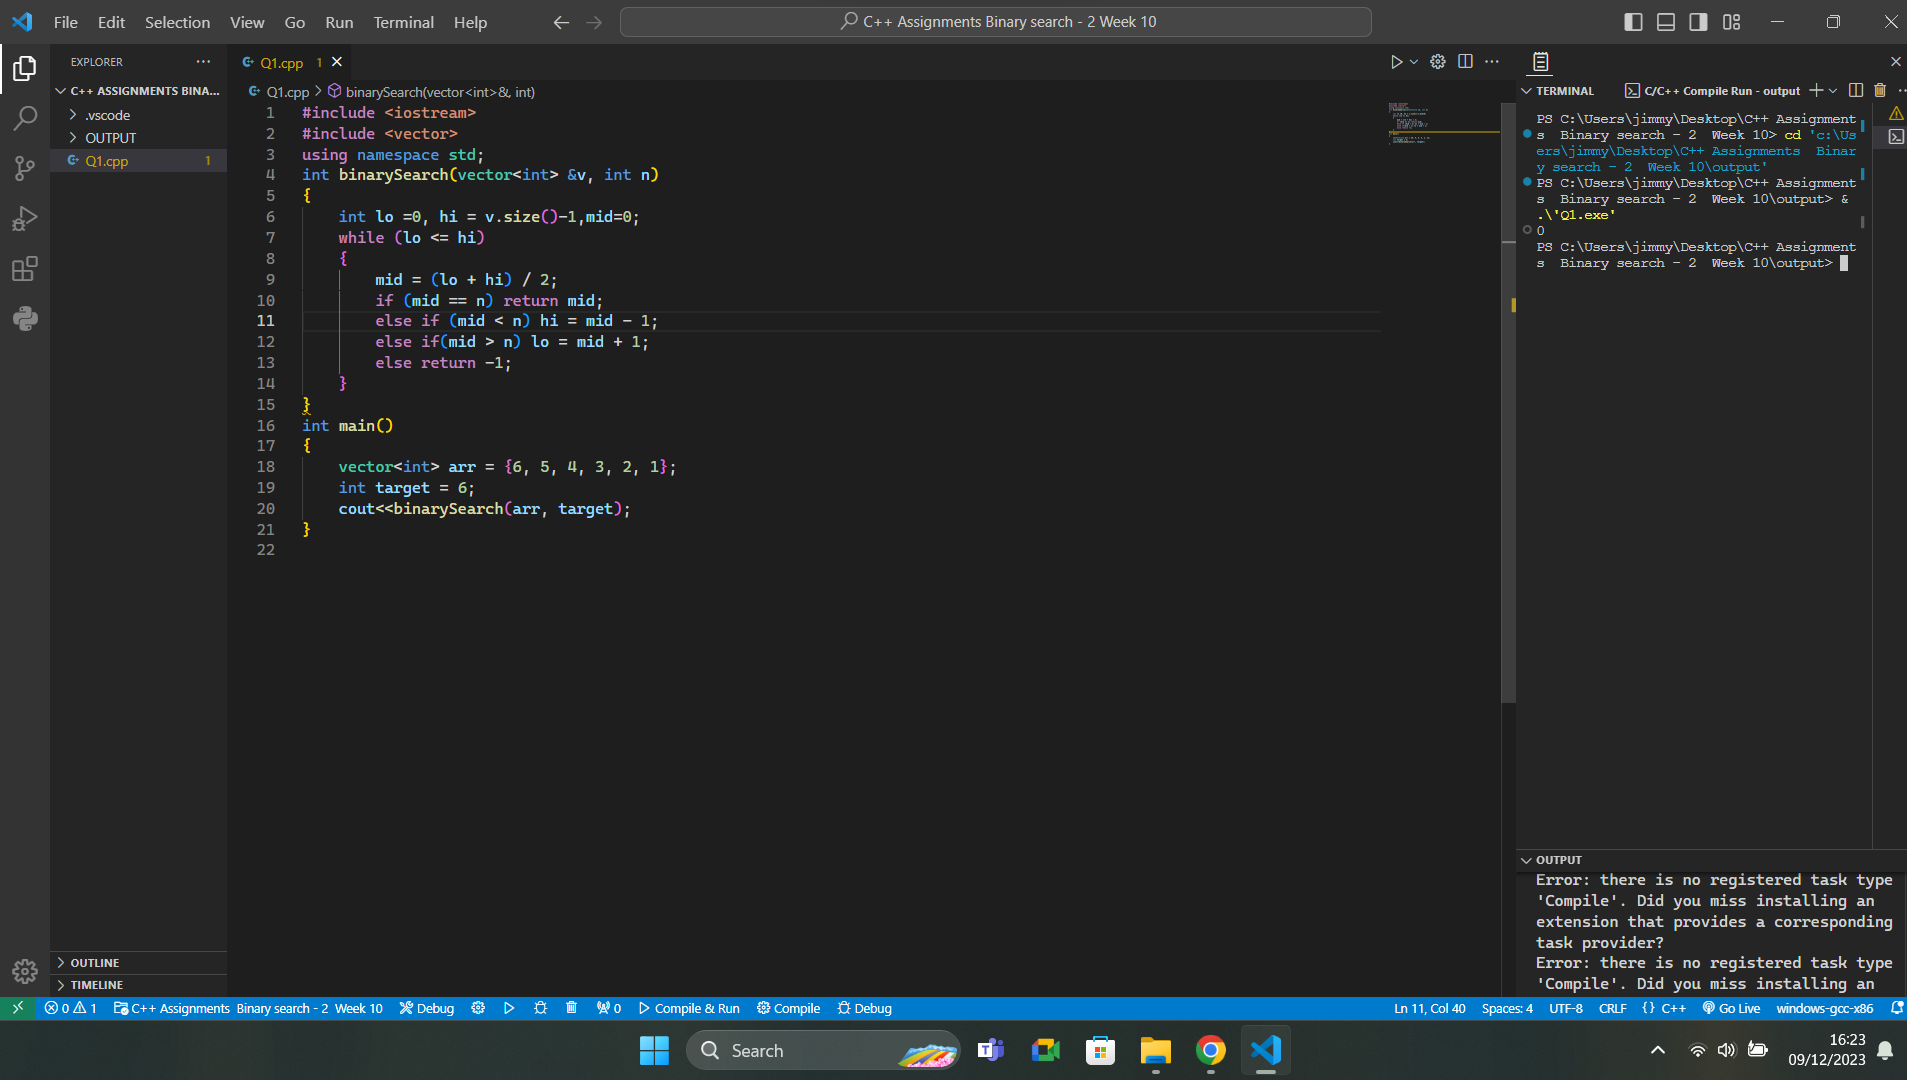 File Edit Selection View Go Run Terminal Help
C++ Assignments Binary search - 2 Week 10
EXPLORER
C++ ASSIGNMENTS BINA...
.vscode
OUTPUT
Q1.cpp 1
OUTLINE
TIMELINE
Q1.cpp 1
Q1.cpp > binarySearch(vector<int>&, int)
1 #include <iostream>
2 #include <vector>
3 using namespace std;
4 int binarySearch(vector<int> &v, int n)
5 {
6 int lo =0, hi = v.size()-1,mid=0;
7 while (lo <= hi)
8 {
9 mid = (lo + hi) / 2;
10 if (mid == n) return mid;
11 else if (mid < n) hi = mid - 1;
12 else if(mid > n) lo = mid + 1;
13 else return -1;
14 }
15 }
16 int main()
17 {
18 vector<int> arr = {6, 5, 4, 3, 2, 1};
19 int target = 6;
20 cout<<binarySearch(arr, target);
21 }
22
TERMINAL C/C++ Compile Run - output
PS C:\Users\jimmy\Desktop\C++ Assignment
s  Binary search - 2  Week 10> cd 'c:\Us
ers\jimmy\Desktop\C++ Assignments  Binar
y search - 2  Week 10\output'
PS C:\Users\jimmy\Desktop\C++ Assignment
s  Binary search - 2  Week 10\output> &
.\'Q1.exe'
0
PS C:\Users\jimmy\Desktop\C++ Assignment
s  Binary search - 2  Week 10\output>
OUTPUT
Error: there is no registered task type
'Compile'. Did you miss installing an
extension that provides a corresponding
task provider?
Error: there is no registered task type
'Compile'. Did you miss installing an
0 1 C++ Assignments Binary search - 2 Week 10 Debug 0 Compile & Run Compile Debug Ln 11, Col 40 Spaces: 4 UTF-8 CRLF {} C++ Go Live windows-gcc-x86
Search
16:23
09/12/2023